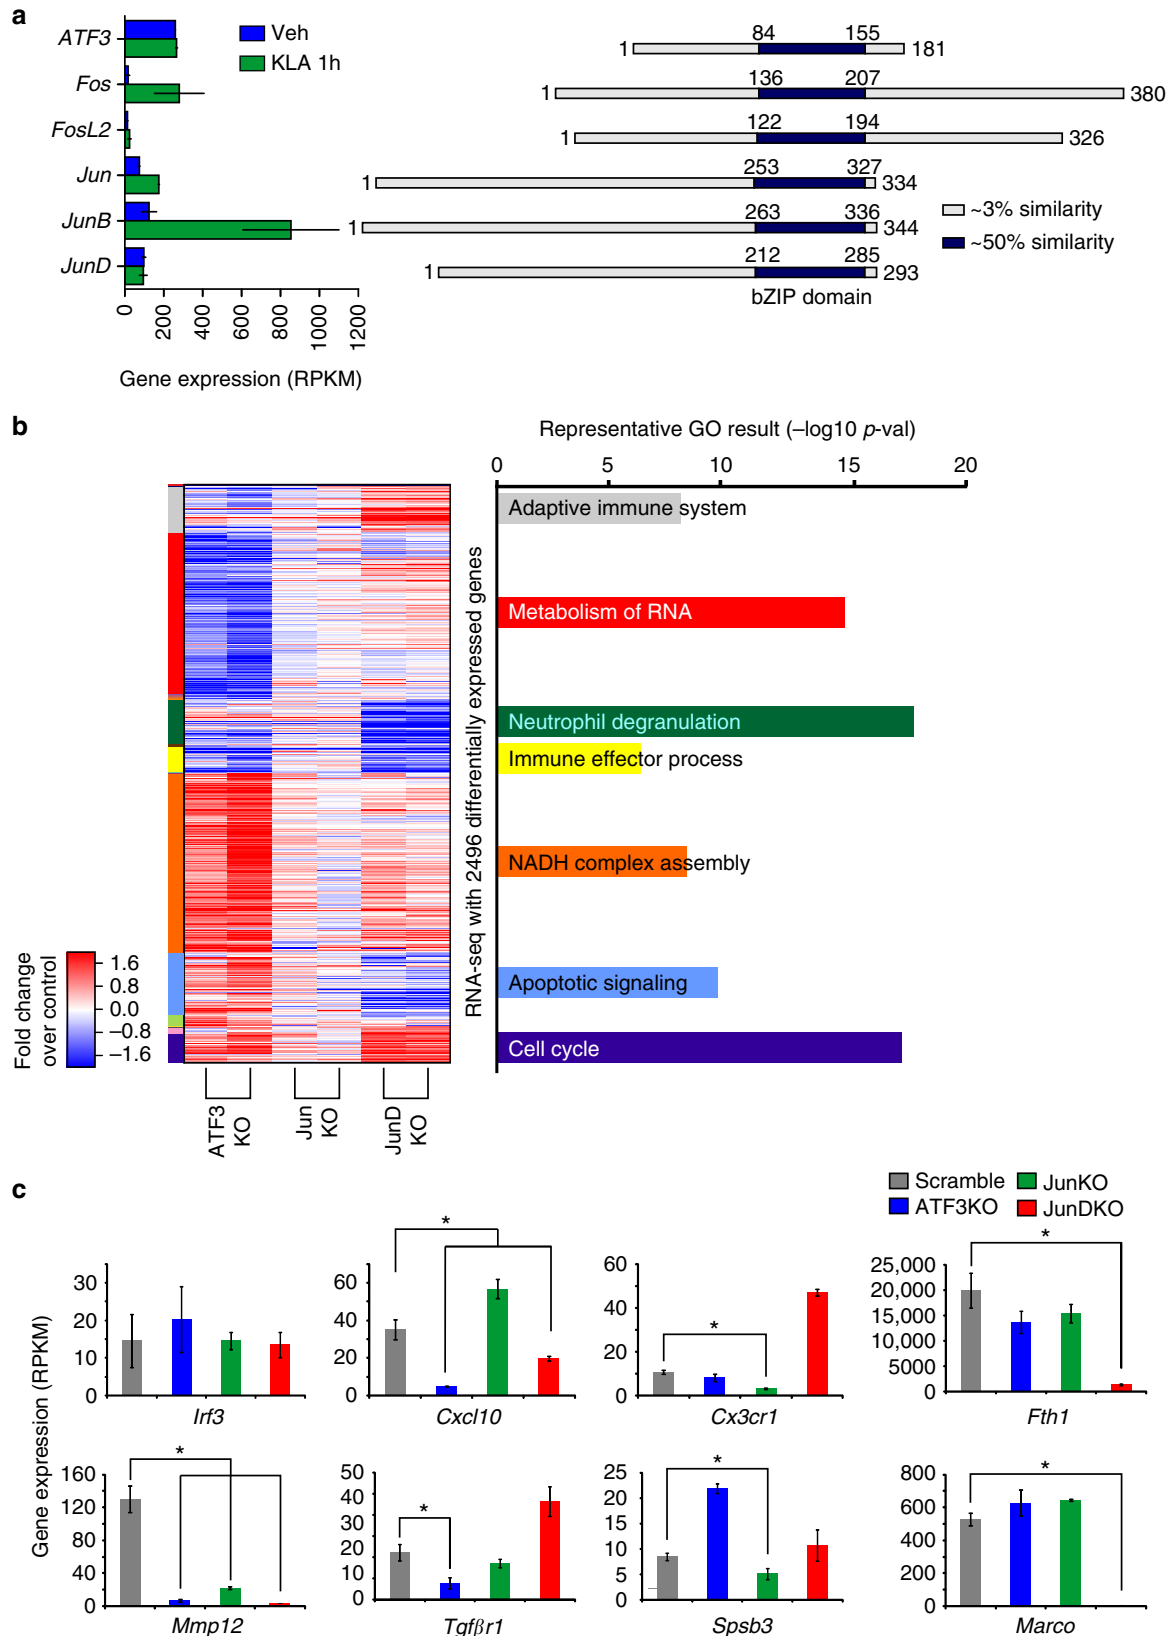 a
ATF3
Fos
FosL2
Jun
JunB
JunD
Veh
KLA 1h
0 200 400 600 800 1000 1200
Gene expression (RPKM)
1 84 155 181
1 136 207 380
1 122 194 326
1 253 327 334
1 263 336 344
1 212 285 293
bZIP domain
~3% similarity
~50% similarity
b
Representative GO result (–log10 p-val)
0 5 10 15 20
Adaptive immune system
Metabolism of RNA
Neutrophil degranulation
Immune effector process
NADH complex assembly
Apoptotic signaling
Cell cycle
RNA-seq with 2496 differentially expressed genes
Fold change
over control
1.6
0.8
0.0
–0.8
–1.6
ATF3
KO
Jun
KO
JunD
KO
c
Scramble
JunKO
ATF3KO
JunDKO
Gene expression (RPKM)
30
20
10
0
Irf3
*
60
40
20
0
Cxcl10
*
60
40
20
0
Cx3cr1
*
25,000
20,000
15,000
10,000
5000
0
Fth1
*
160
120
80
40
0
Mmp12
*
50
40
30
20
10
0
Tgfβr1
*
25
20
15
10
5
0
Spsb3
*
800
600
400
200
0
Marco